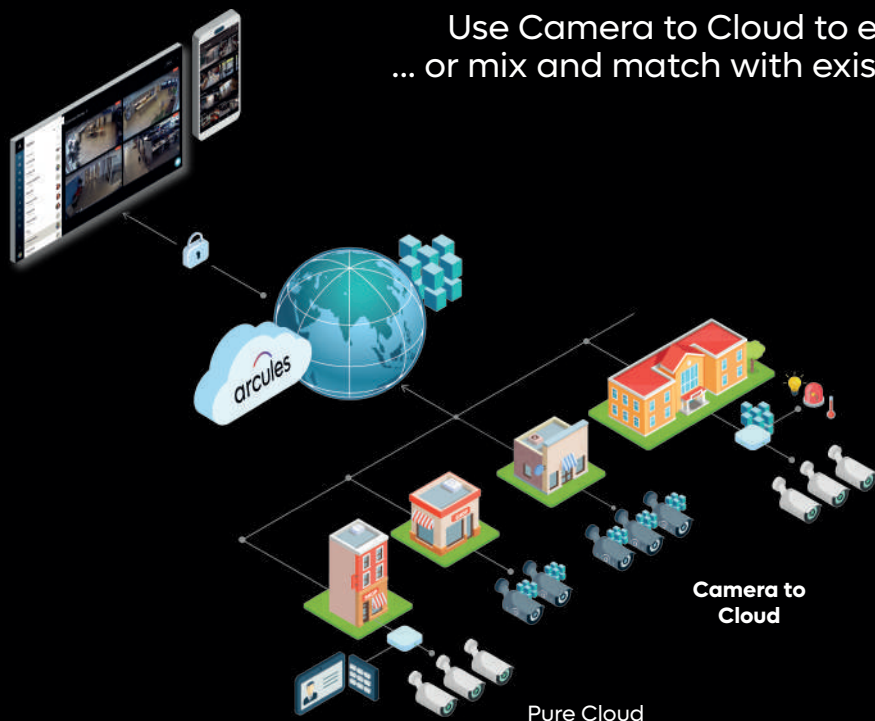 Use Camera to Cloud to e
... or mix and match with exis
arcules
Camera to
Cloud
Pure Cloud